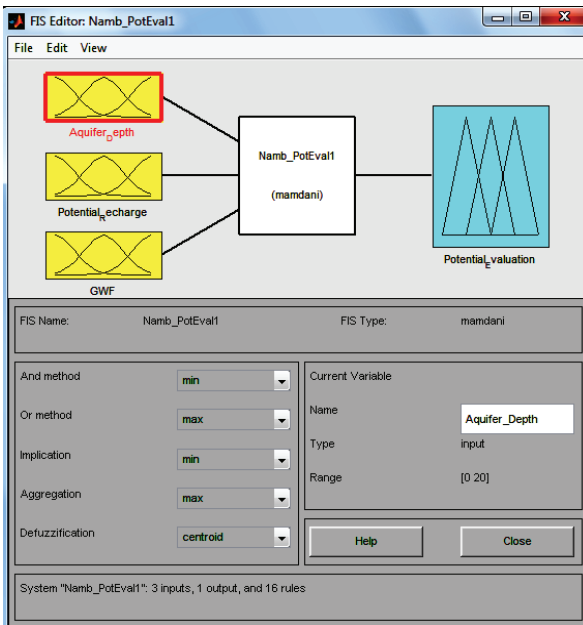 FIS Editor: Namb_PotEval1
File Edit View
Aquifer_Depth
Namb_PotEval1
(mamdani)
Potential_Recharge
Potential_Evaluation
GWF
FIS Name: Namb_PotEval1 FIS Type: mamdani
And method min
Or method max
Implication min
Aggregation max
Defuzzification centroid
Current Variable
Name Aquifer_Depth
Type input
Range [0 20]
Help Close
System "Namb_PotEval1": 3 inputs, 1 output, and 16 rules